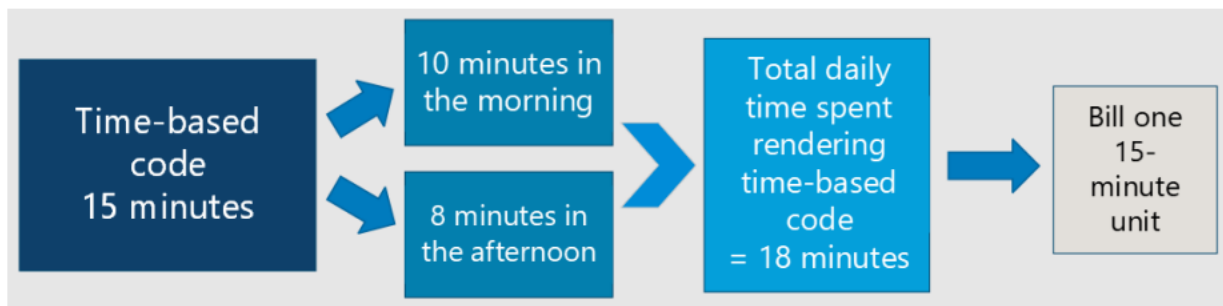 Time-based
code
15 minutes
10 minutes in
the morning
8 minutes in
the afternoon
Total daily
time spent
rendering
time-based
code
= 18 minutes
Bill one
15-
minute
unit